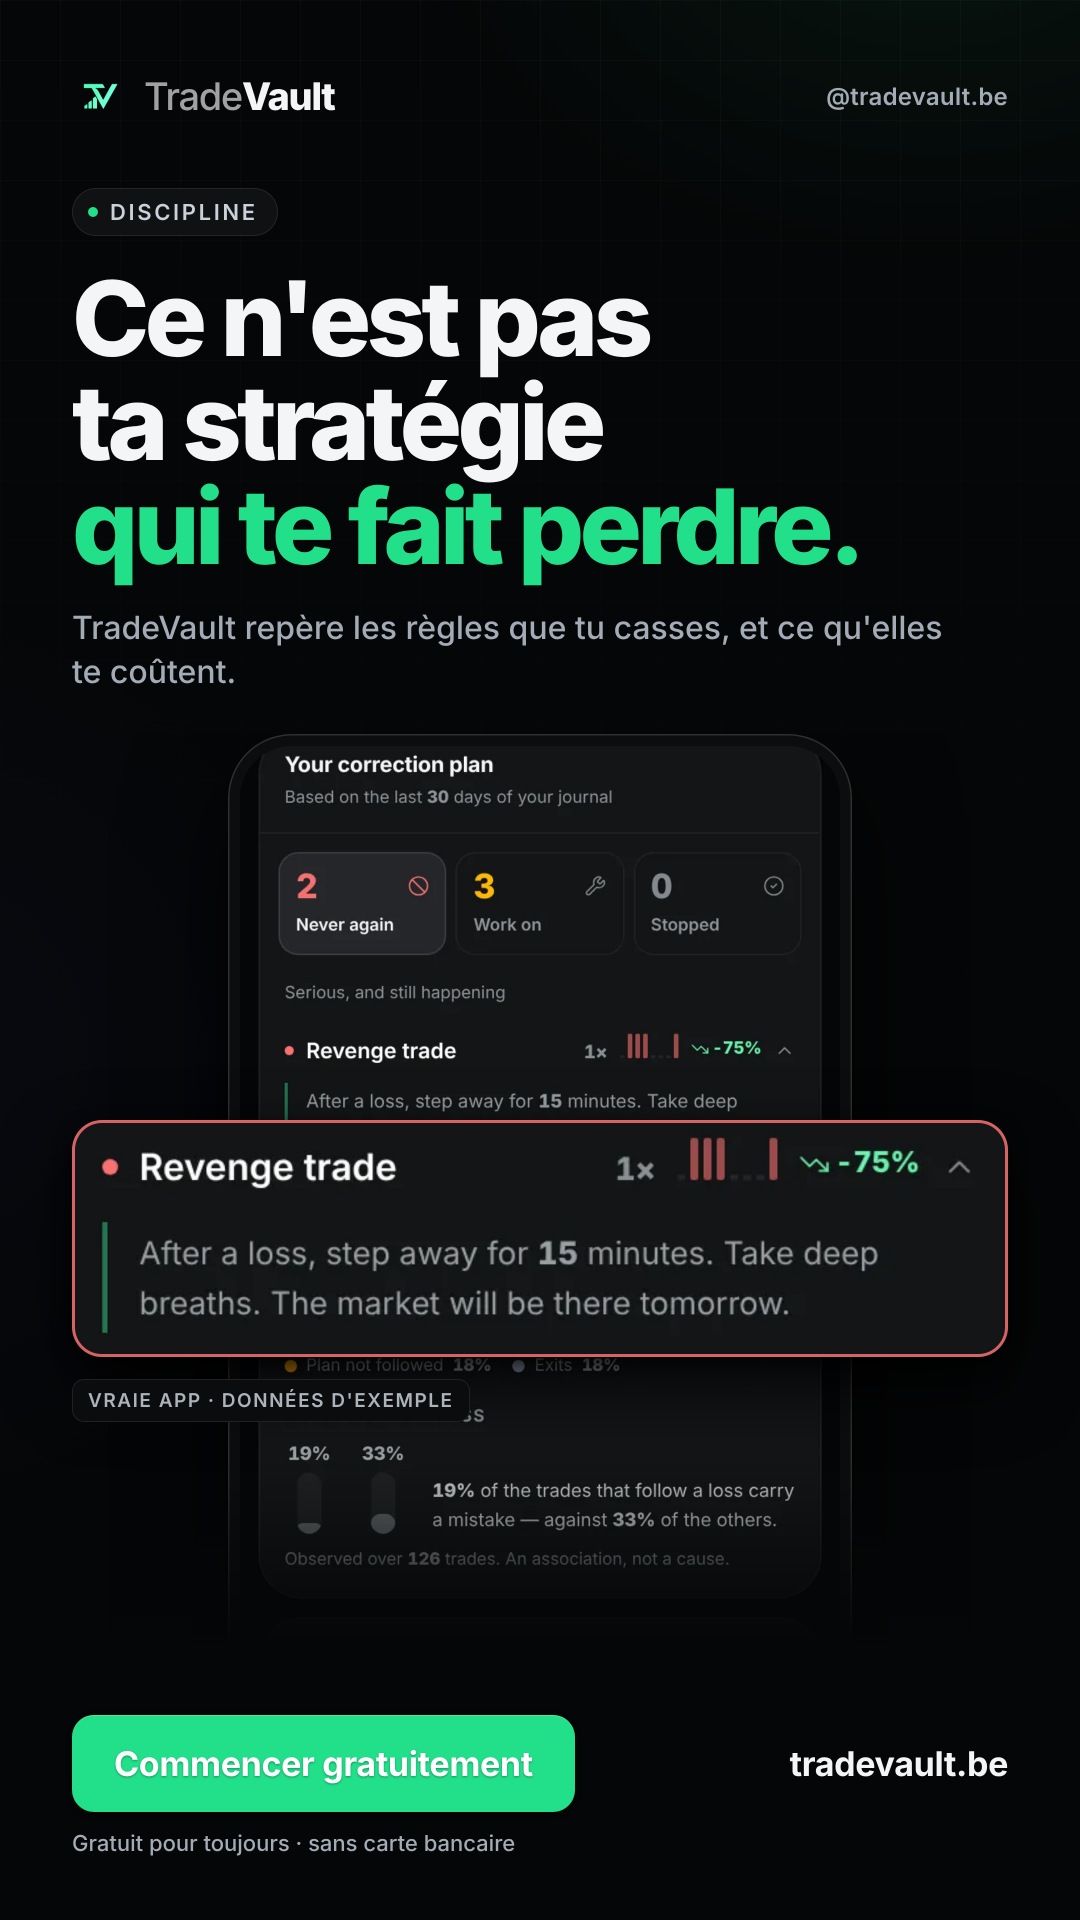 TradeVault
@tradevault.be
DISCIPLINE
Ce n'est pas
ta stratégie
qui te fait perdre.
TradeVault repère les règles que tu casses, et ce qu'elles
te coûtent.
Your correction plan
Based on the last 30 days of your journal
2
Never again
3
Work on
0
Stopped
Serious, and still happening
Revenge trade 1× -75%
After a loss, step away for 15 minutes. Take deep
Revenge trade 1× -75%
After a loss, step away for 15 minutes. Take deep
breaths. The market will be there tomorrow.
Plan not followed 18% Exits 18%
VRAIE APP · DONNÉES D'EXEMPLE
19% 33%
19% of the trades that follow a loss carry
a mistake — against 33% of the others.
Observed over 126 trades. An association, not a cause.
Commencer gratuitement
tradevault.be
Gratuit pour toujours · sans carte bancaire